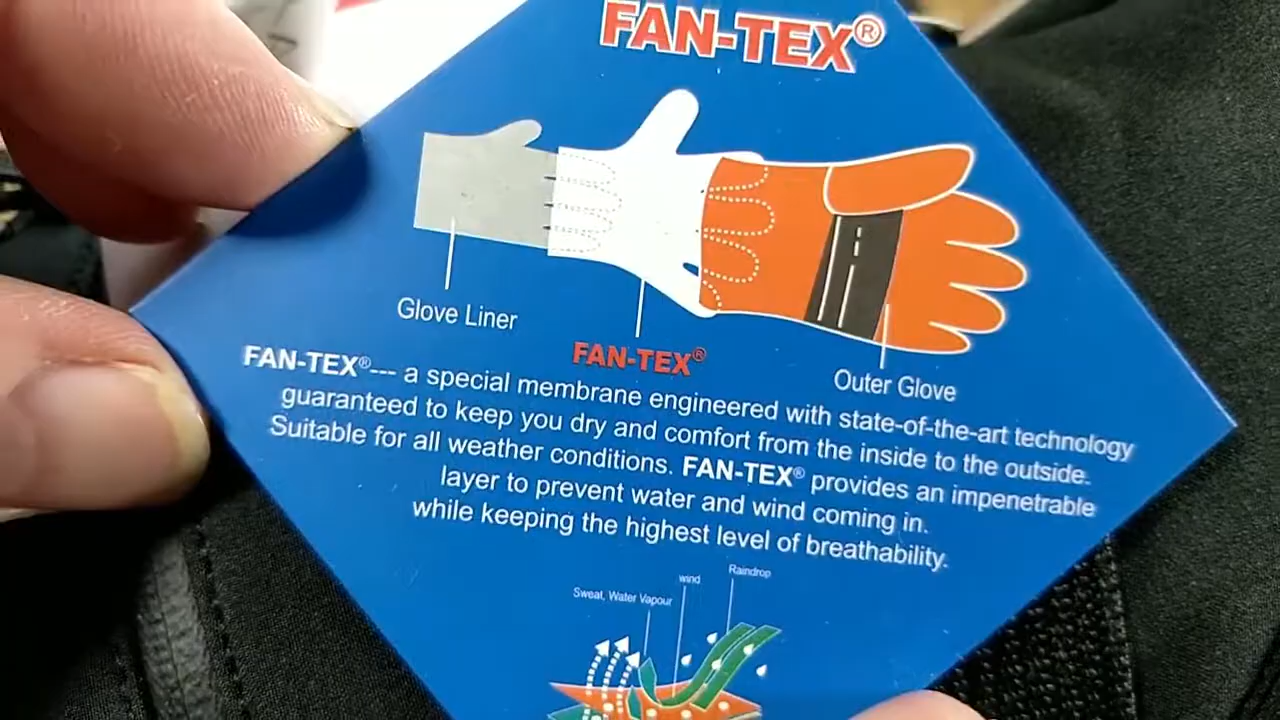 FAN-TEX®
Glove Liner
FAN-TEX®
Outer Glove
FAN-TEX®--- a special membrane engineered with state-of-the-art technology
guaranteed to keep you dry and comfort from the inside to the outside.
Suitable for all weather conditions. FAN-TEX® provides an impenetrable
layer to prevent water and wind coming in.
while keeping the highest level of breathability.
Sweat, Water Vapour
wind
Raindrop